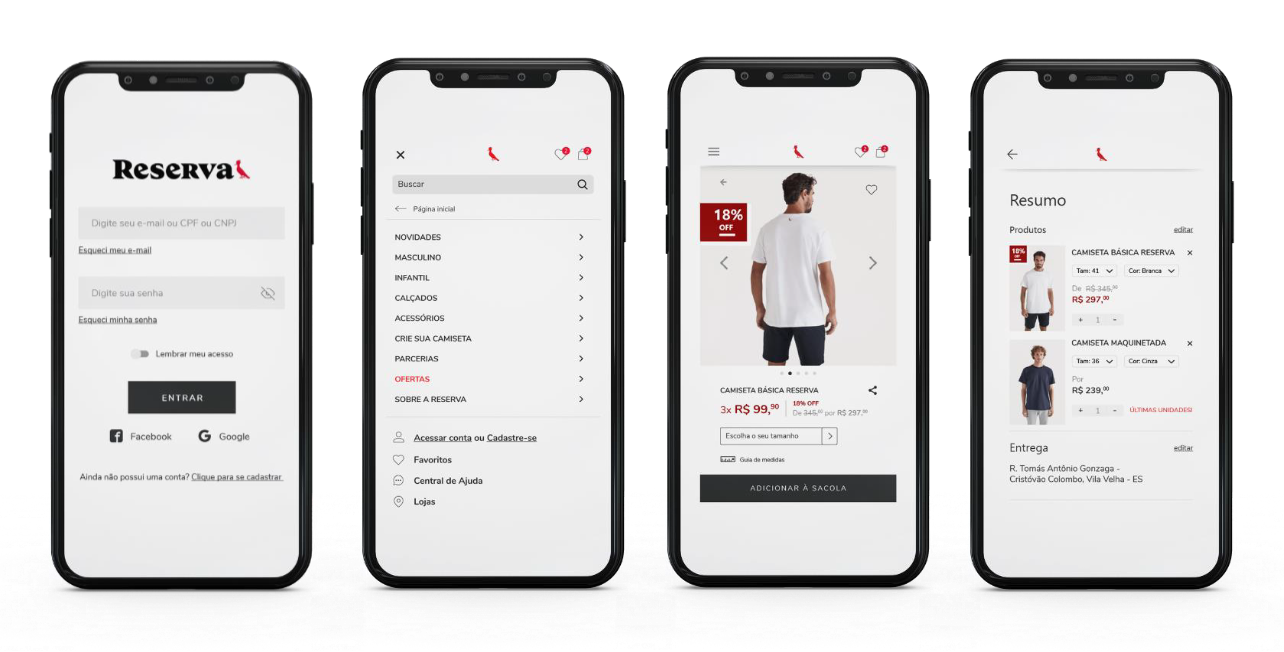 Reserva
Digite seu e-mail ou CPF ou CNPJ
Esqueci meu e-mail
Digite sua senha
Esqueci minha senha
Lembrar meu acesso
ENTRAR
Facebook
Google
Ainda não possui uma conta? Clique para se cadastrar
2 2
Buscar
Página inicial
NOVIDADES
MASCULINO
INFANTIL
CALÇADOS
ACESSÓRIOS
CRIE SUA CAMISETA
PARCERIAS
OFERTAS
SOBRE A RESERVA
Acessar conta ou Cadastre-se
Favoritos
Central de Ajuda
Lojas
2 2
18%
OFF
CAMISETA BÁSICA RESERVA
3x R$ 99,90
18% OFF
De 345,00 por R$ 297,00
Escolha o seu tamanho
Guia de medidas
ADICIONAR À SACOLA
Resumo
Produtos editar
18%
OFF
CAMISETA BÁSICA RESERVA
Tam: 41 Cor: Branca
De R$ 345,00
R$ 297,00
+ 1 -
CAMISETA MAQUINETADA
Tam: 36 Cor: Cinza
Por
R$ 239,00
+ 1 - ÚLTIMAS UNIDADES!
Entrega editar
R. Tomás Antônio Gonzaga -
Cristóvão Colombo, Vila Velha - ES